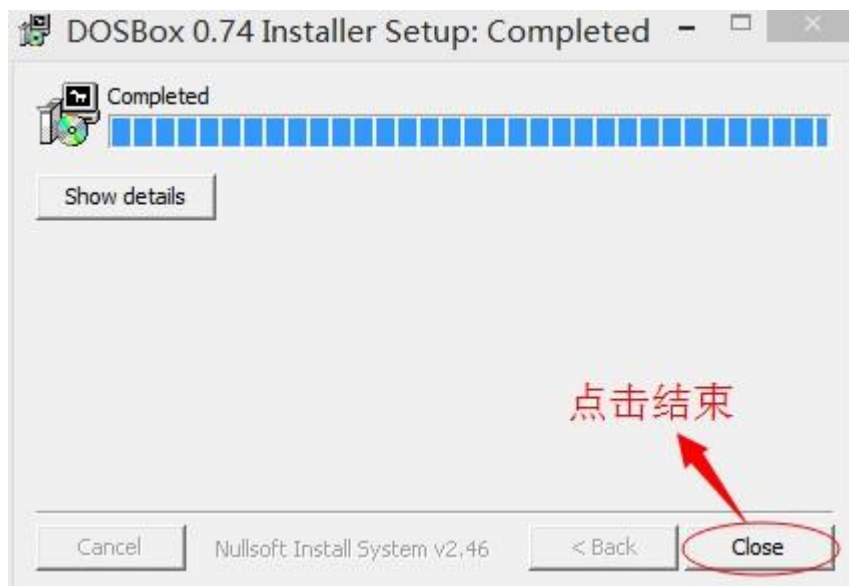 DOSBox 0.74 Installer Setup: Completed
Completed
Show details
点击结束
Cancel
Nullsoft Install System v2.46
< Back
Close